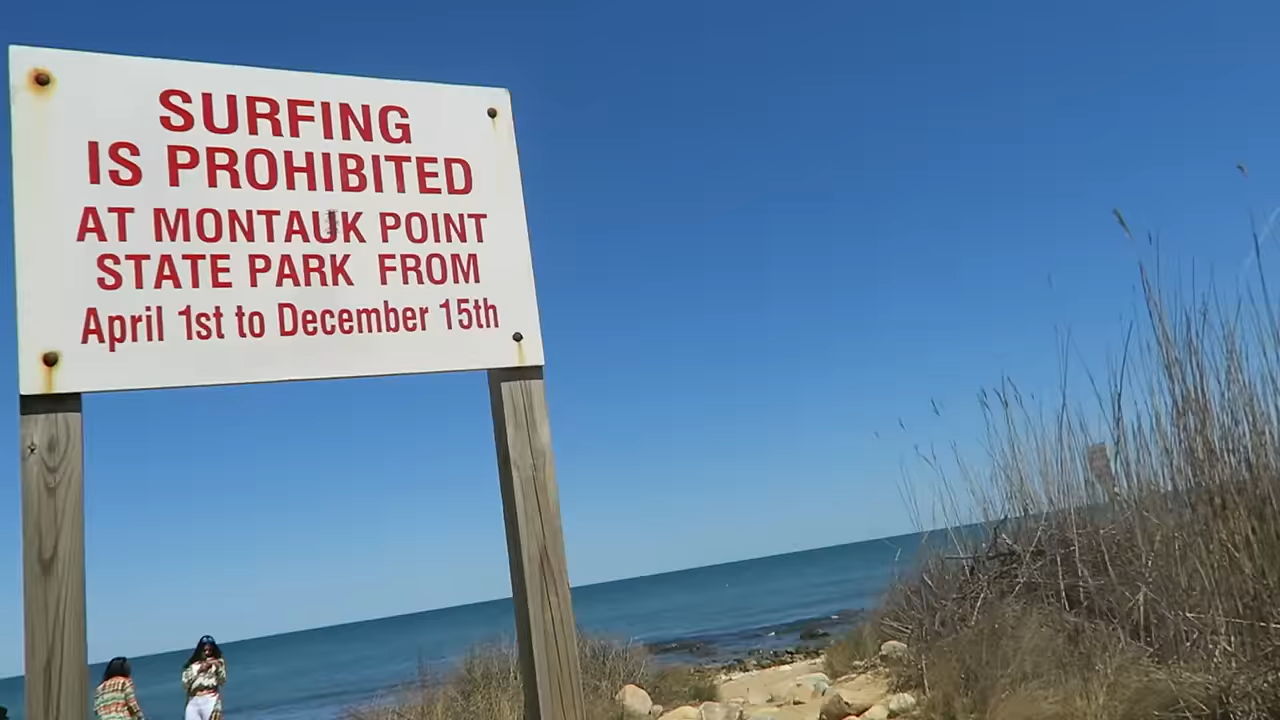 SURFING
IS PROHIBITED
AT MONTAUK POINT
STATE PARK FROM
April 1st to December 15th